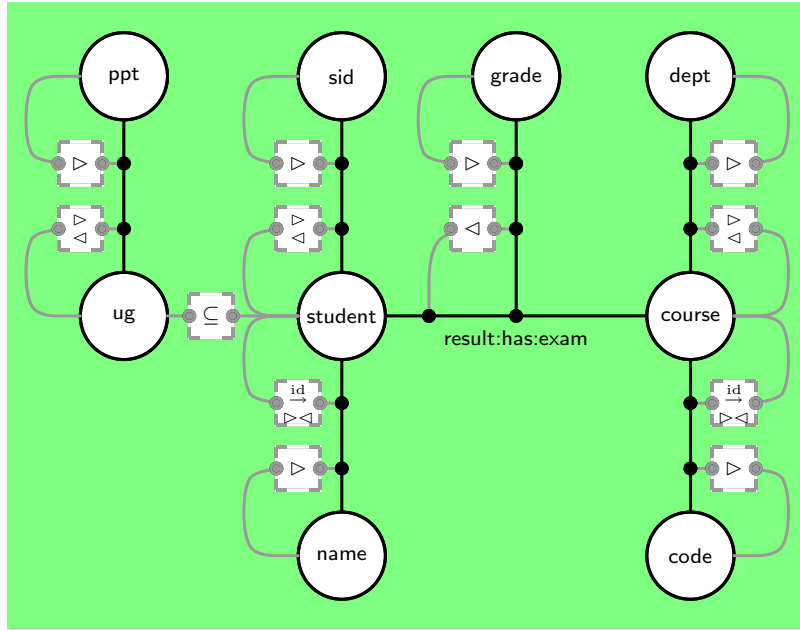 ppt sid grade dept
▷ ▷ ▷ ▷
▷ ▷ ◁ ▷
◁ ◁ ◁
ug ⊆ student course
result:has:exam
id id
→ →
▷◁ ▷◁
▷ ▷
name code